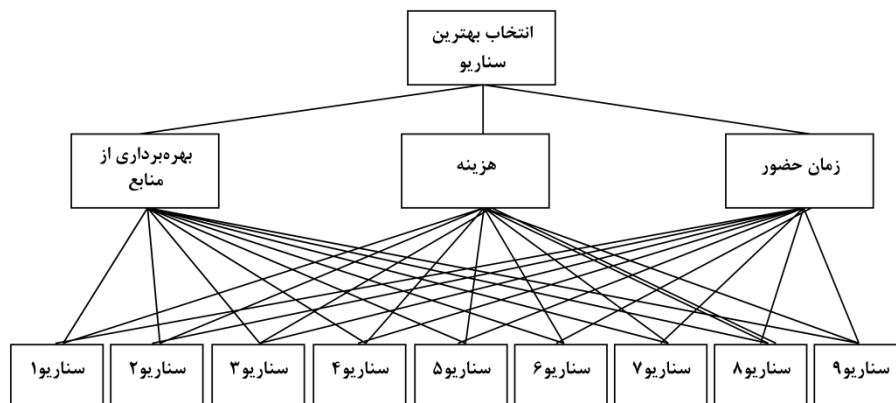 انتخاب بهترین
سناریو
زمان حضور
هزینه
بهره‌برداری از
منابع
سناریو۱
سناریو۲
سناریو۳
سناریو۴
سناریو۵
سناریو۶
سناریو۷
سناریو۸
سناریو۹